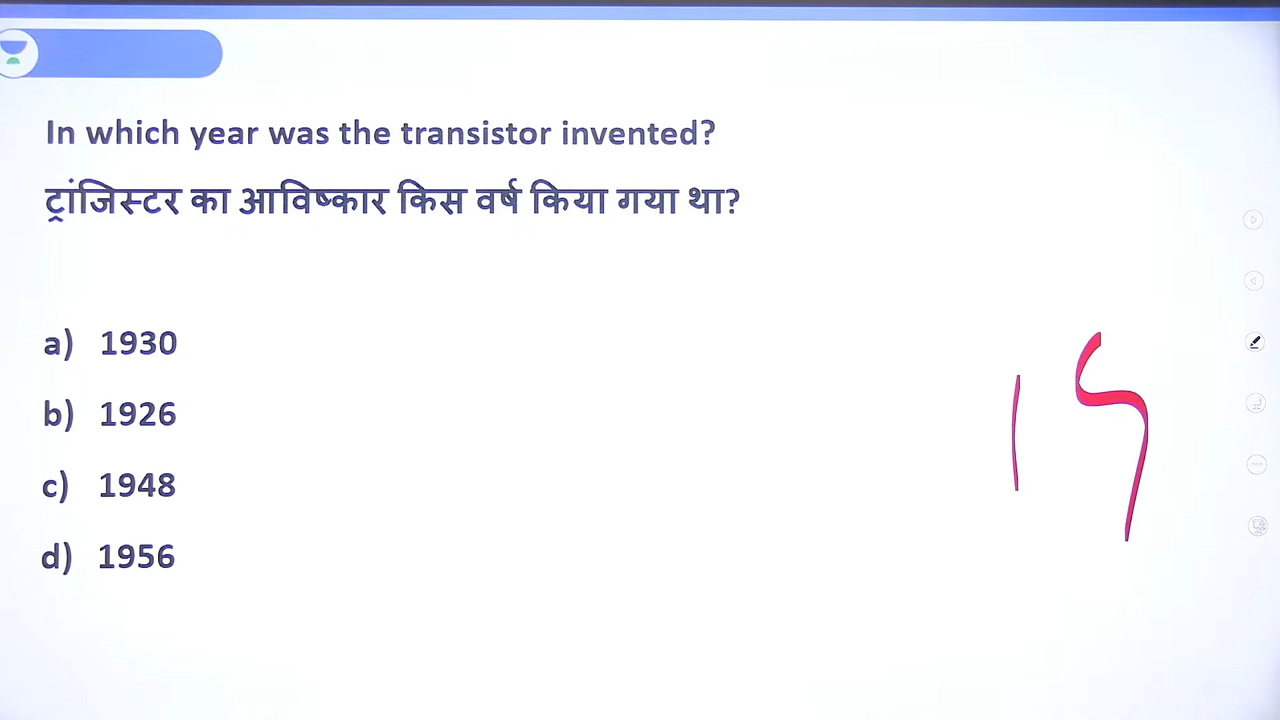 In which year was the transistor invented?
ट्रांजिस्टर का आविष्कार किस वर्ष किया गया था?
a) 1930
b) 1926
c) 1948
d) 1956